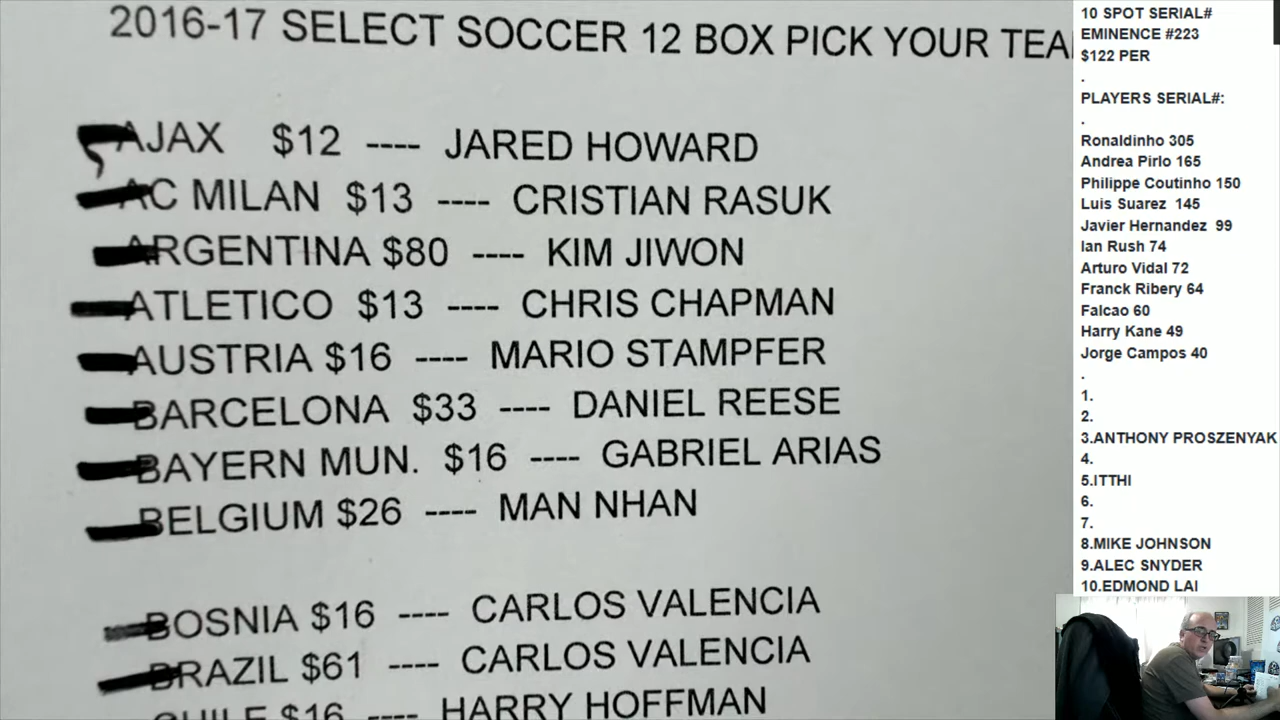 2016-17 SELECT SOCCER 12 BOX PICK YOUR TEA
AJAX $12 ---- JARED HOWARD
AC MILAN $13 ---- CRISTIAN RASUK
ARGENTINA $80 ---- KIM JIWON
ATLETICO $13 ---- CHRIS CHAPMAN
AUSTRIA $16 ---- MARIO STAMPFER
BARCELONA $33 ---- DANIEL REESE
BAYERN MUN. $16 ---- GABRIEL ARIAS
BELGIUM $26 ---- MAN NHAN
BOSNIA $16 ---- CARLOS VALENCIA
BRAZIL $61 ---- CARLOS VALENCIA
CHILE $16 ---- HARRY HOFFMAN
10 SPOT SERIAL#
EMINENCE #223
$122 PER
.
PLAYERS SERIAL#:
.
Ronaldinho 305
Andrea Pirlo 165
Philippe Coutinho 150
Luis Suarez 145
Javier Hernandez 99
Ian Rush 74
Arturo Vidal 72
Franck Ribery 64
Falcao 60
Harry Kane 49
Jorge Campos 40
.
1.
2.
3.ANTHONY PROSZENYAK
4.
5.ITTHI
6.
7.
8.MIKE JOHNSON
9.ALEC SNYDER
10.EDMOND LAI